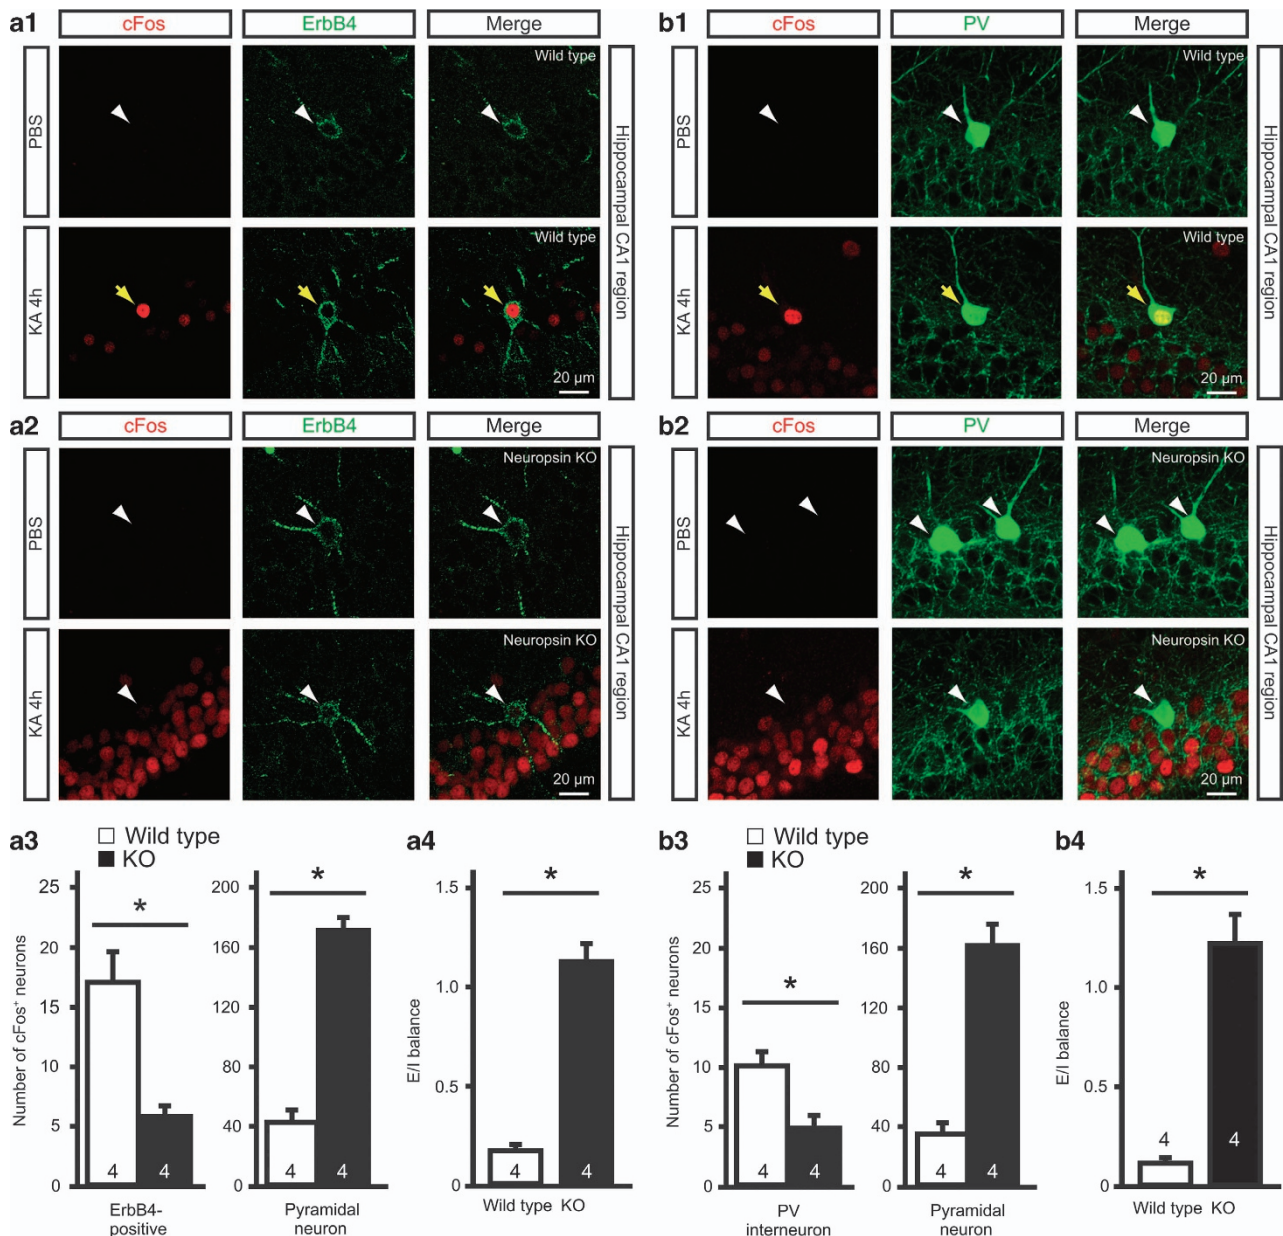 a1
cFos
ErbB4
Merge
PBS
Wild type
KA 4h
Wild type
20 µm
Hippocampal CA1 region
b1
cFos
PV
Merge
PBS
Wild type
KA 4h
Wild type
20 µm
Hippocampal CA1 region
a2
cFos
ErbB4
Merge
PBS
Neuropsin KO
KA 4h
Neuropsin KO
20 µm
Hippocampal CA1 region
b2
cFos
PV
Merge
PBS
Neuropsin KO
KA 4h
Neuropsin KO
20 µm
Hippocampal CA1 region
a3
Wild type
KO
Number of cFos⁺ neurons
25
20
15
10
5
0
*
4 4
ErbB4-
positive
200
160
120
80
40
0
*
4 4
Pyramidal
neuron
a4
E/I balance
1.5
1.0
0.5
0
*
4 4
Wild type KO
b3
Wild type
KO
Number of cFos⁺ neurons
25
20
15
10
5
0
*
4 4
PV
interneuron
200
160
120
80
40
0
*
4 4
Pyramidal
neuron
b4
E/I balance
1.5
1.0
0.5
0
*
4 4
Wild type KO